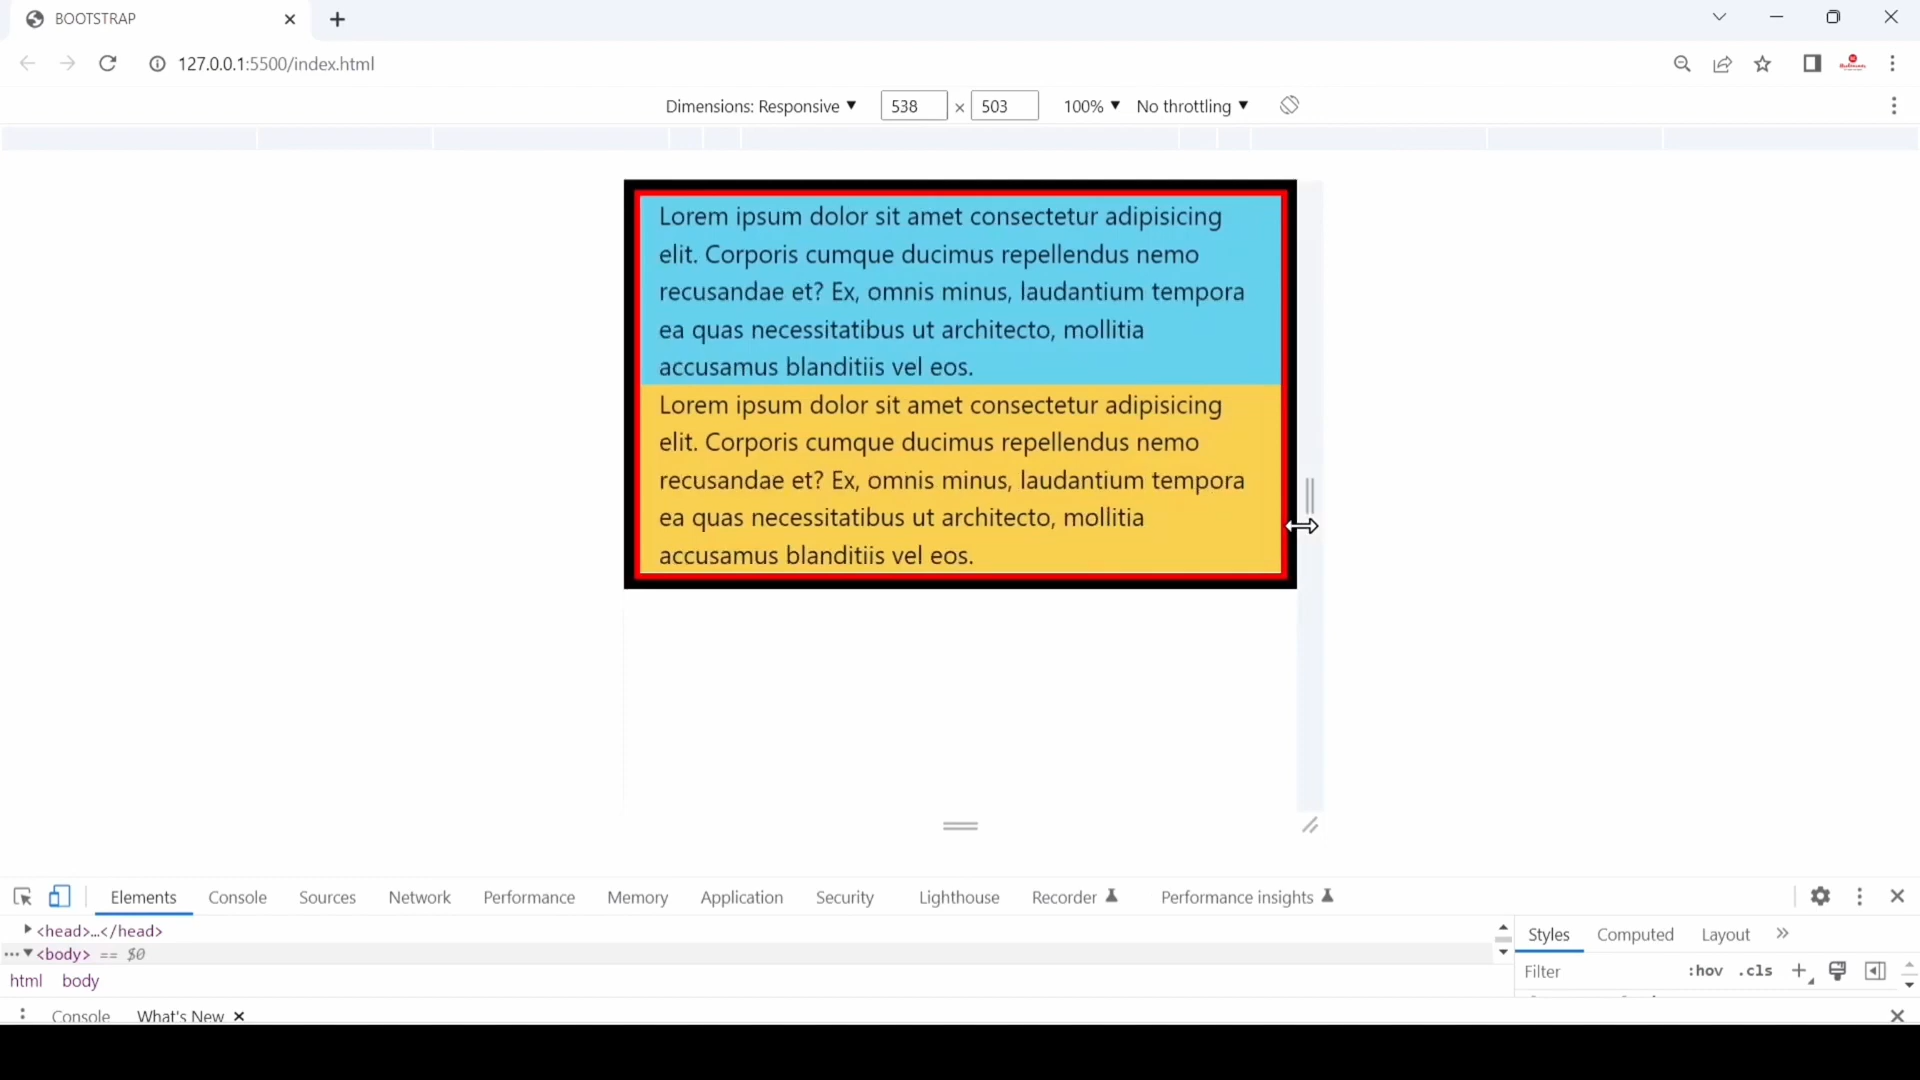 BOOTSTRAP
127.0.0.1:5500/index.html
Dimensions: Responsive 538 × 503 100% No throttling
Lorem ipsum dolor sit amet consectetur adipisicing
elit. Corporis cumque ducimus repellendus nemo
recusandae et? Ex, omnis minus, laudantium tempora
ea quas necessitatibus ut architecto, mollitia
accusamus blanditiis vel eos.
Lorem ipsum dolor sit amet consectetur adipisicing
elit. Corporis cumque ducimus repellendus nemo
recusandae et? Ex, omnis minus, laudantium tempora
ea quas necessitatibus ut architecto, mollitia
accusamus blanditiis vel eos.
Elements Console Sources Network Performance Memory Application Security Lighthouse Recorder Performance insights
<head>…</head>
<body> == $0
html body
Styles Computed Layout
Filter :hov .cls
Console What's New